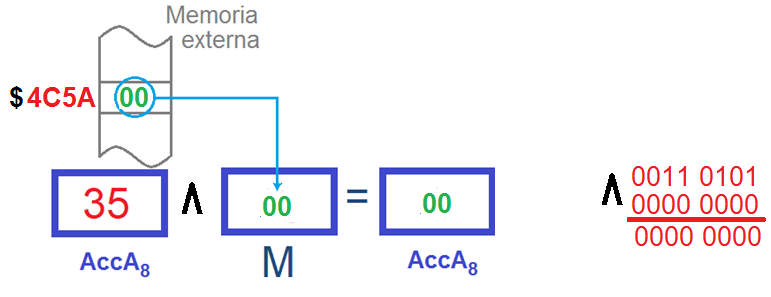 Memoria
externa
$ 4C5A 00
35 ∧ 00 = 00
AccA8 M AccA8
0011 0101
∧ 0000 0000
0000 0000